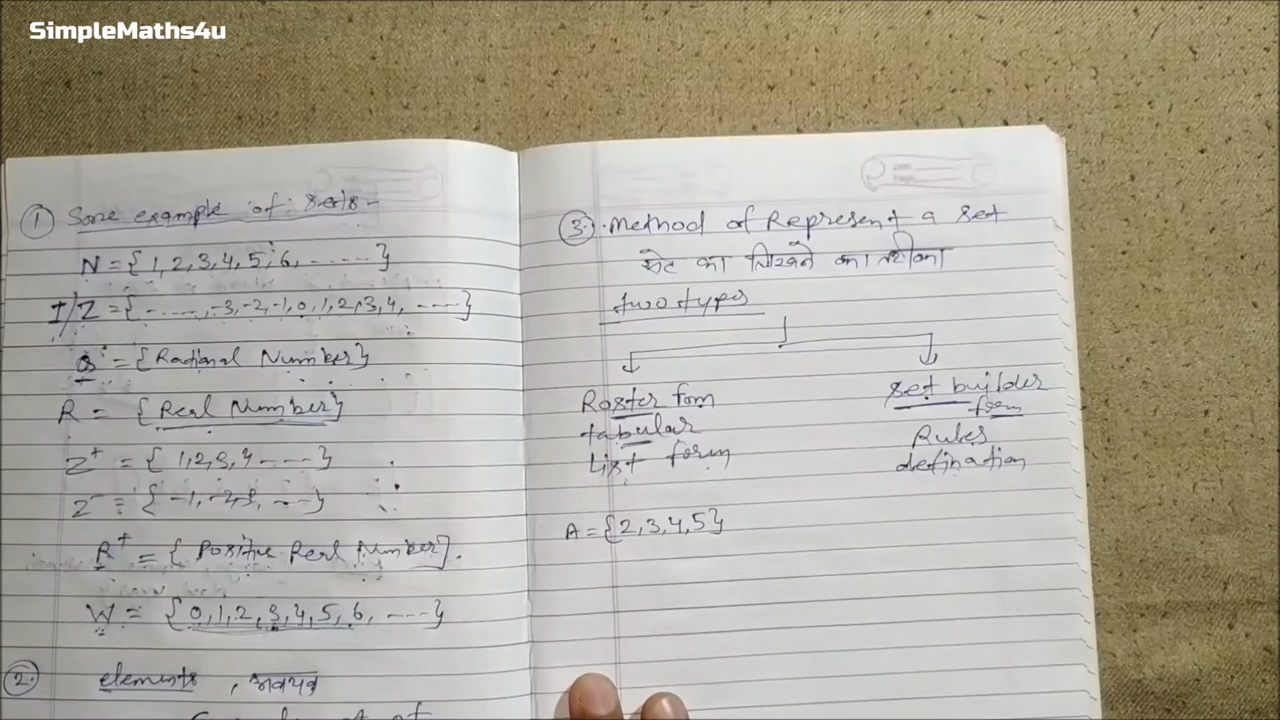 SimpleMaths4u
① Some example of sets-
N = { 1, 2, 3, 4, 5, 6, ...... }
I/Z = { ......, -3, -2, -1, 0, 1, 2, 3, 4, ..... }
Q = { Rational Number }
R = { Real Number }
Z⁺ = { 1, 2, 3, 4 ..... }
Z⁻ = { -1, -2, 3, .... }
R⁺ = { Positive Real Number }.
W = { 0, 1, 2, 3, 4, 5, 6, .... }
② elements, अवयव
③. Method of Represent a set
सेट का लिखने का तरीका
two types
Roster fom
tabular
List form
set builder
form
Rules
defination
A = { 2, 3, 4, 5 }